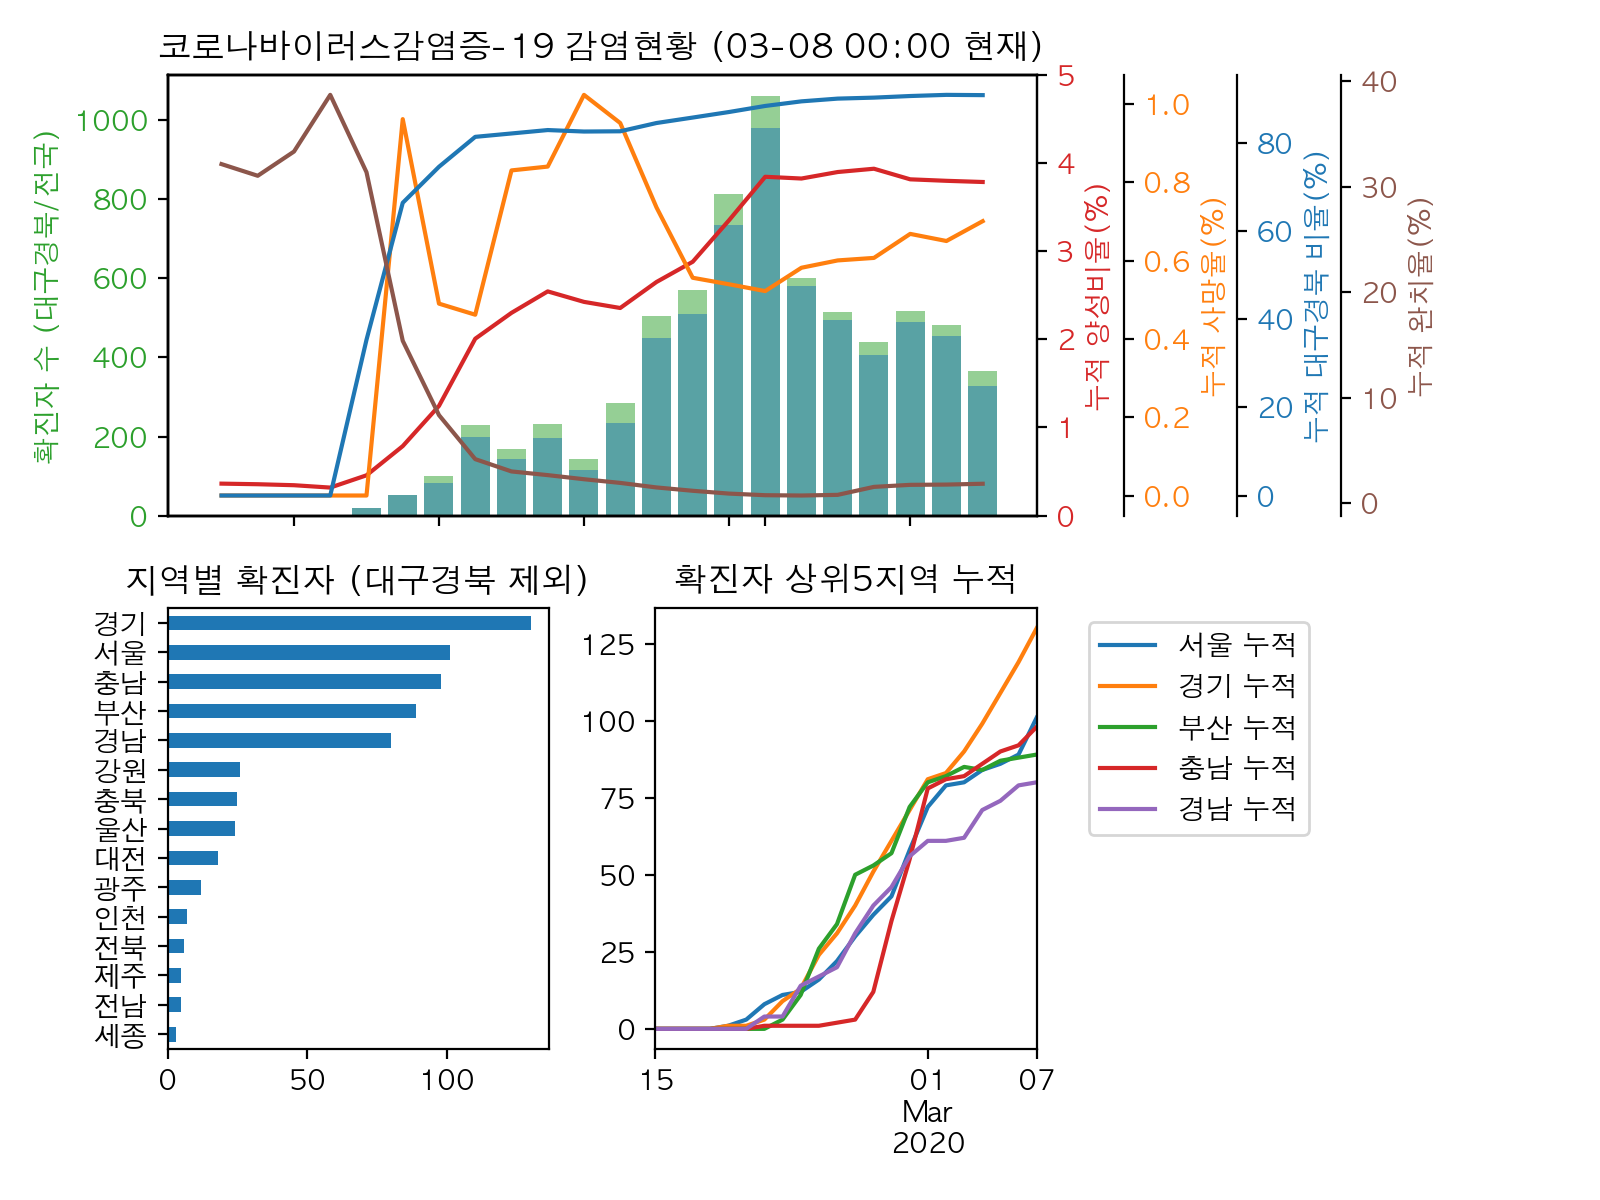 코로나바이러스감염증-19 감염현황 (03-08 00:00 현재)
확진자 수 (대구경북/전국)
1000
800
600
400
200
0
5
4
3
2
1
0
누적 양성비율(%)
1.0
0.8
0.6
0.4
0.2
0.0
누적 사망율(%)
80
60
40
20
0
누적 대구경북 비율(%)
40
30
20
10
0
누적 완치율(%)
지역별 확진자 (대구경북 제외)
경기
서울
충남
부산
경남
강원
충북
울산
대전
광주
인천
전북
제주
전남
세종
0 50 100
확진자 상위5지역 누적
125
100
75
50
25
0
15 01 07
Mar
2020
서울 누적
경기 누적
부산 누적
충남 누적
경남 누적